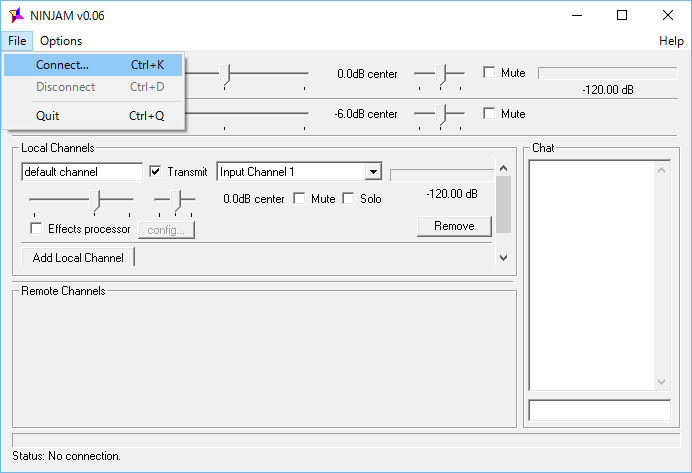 NINJAM v0.06
File Options Help
Connect... Ctrl+K
Disconnect Ctrl+D
Quit Ctrl+Q
0.0dB center Mute
-120.00 dB
-6.0dB center Mute
Local Channels
default channel Transmit Input Channel 1
-120.00 dB
0.0dB center Mute Solo
Effects processor config... Remove
Add Local Channel
Remote Channels
Chat
Status: No connection.